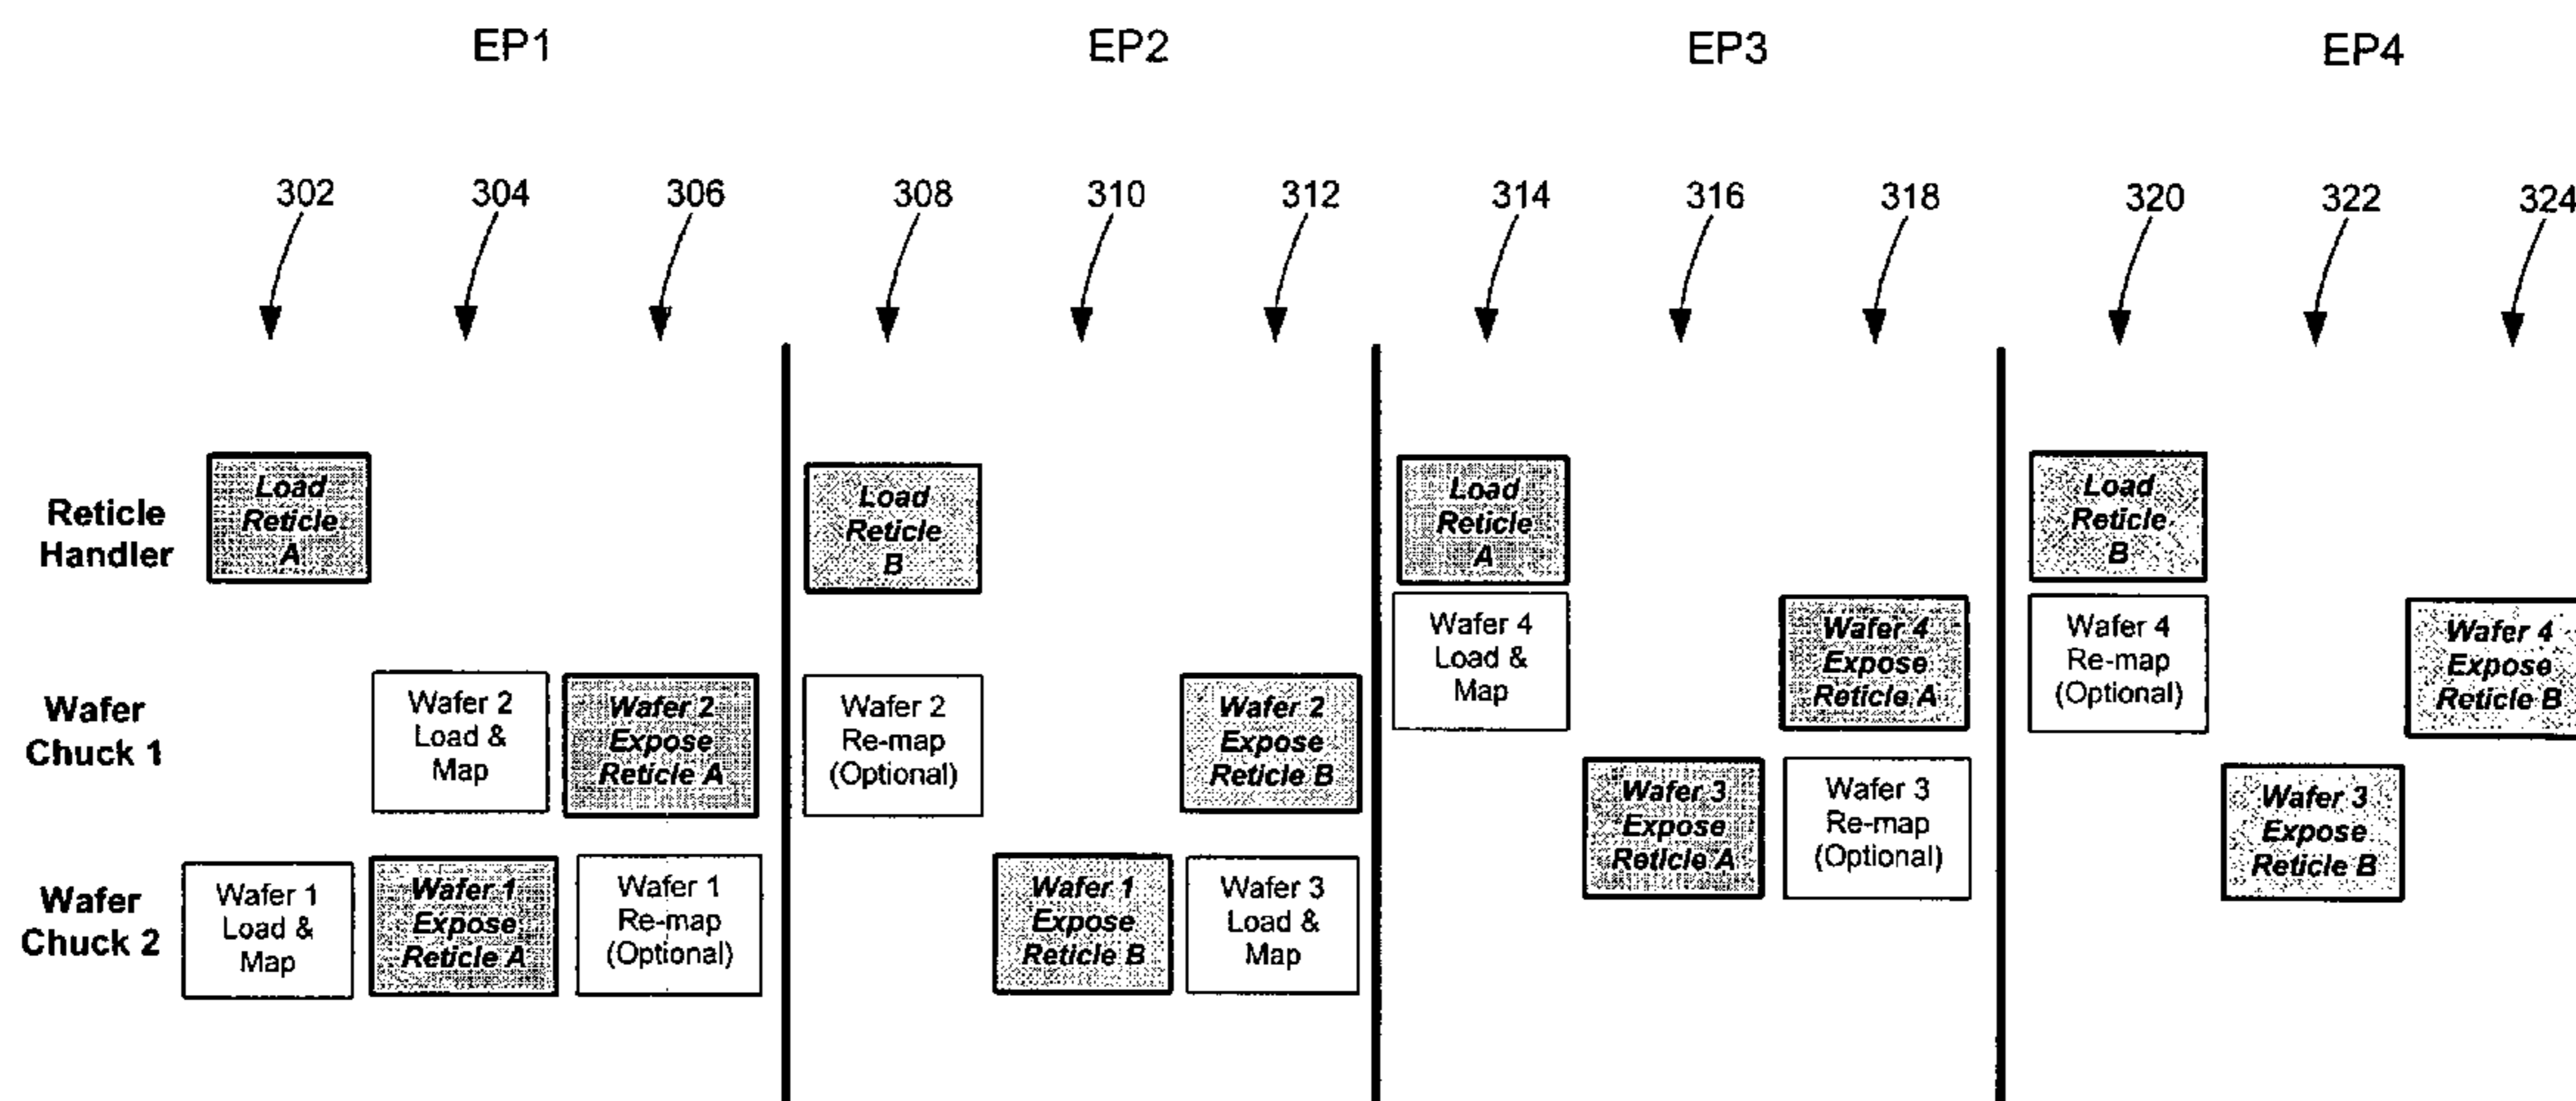 EP1 EP2 EP3 EP4
302 304 306 308 310 312 314 316 318 320 322 324
Reticle
Handler
Load
Reticle
A
Load
Reticle
B
Load
Reticle
A
Load
Reticle
B
Wafer
Chuck 1
Wafer 2
Load &
Map
Wafer 2
Expose
Reticle A
Wafer 2
Re-map
(Optional)
Wafer 2
Expose
Reticle B
Wafer 4
Load &
Map
Wafer 4
Expose
Reticle A
Wafer 4
Re-map
(Optional)
Wafer 4
Expose
Reticle B
Wafer
Chuck 2
Wafer 1
Load &
Map
Wafer 1
Expose
Reticle A
Wafer 1
Re-map
(Optional)
Wafer 1
Expose
Reticle B
Wafer 3
Load &
Map
Wafer 3
Expose
Reticle A
Wafer 3
Re-map
(Optional)
Wafer 3
Expose
Reticle B